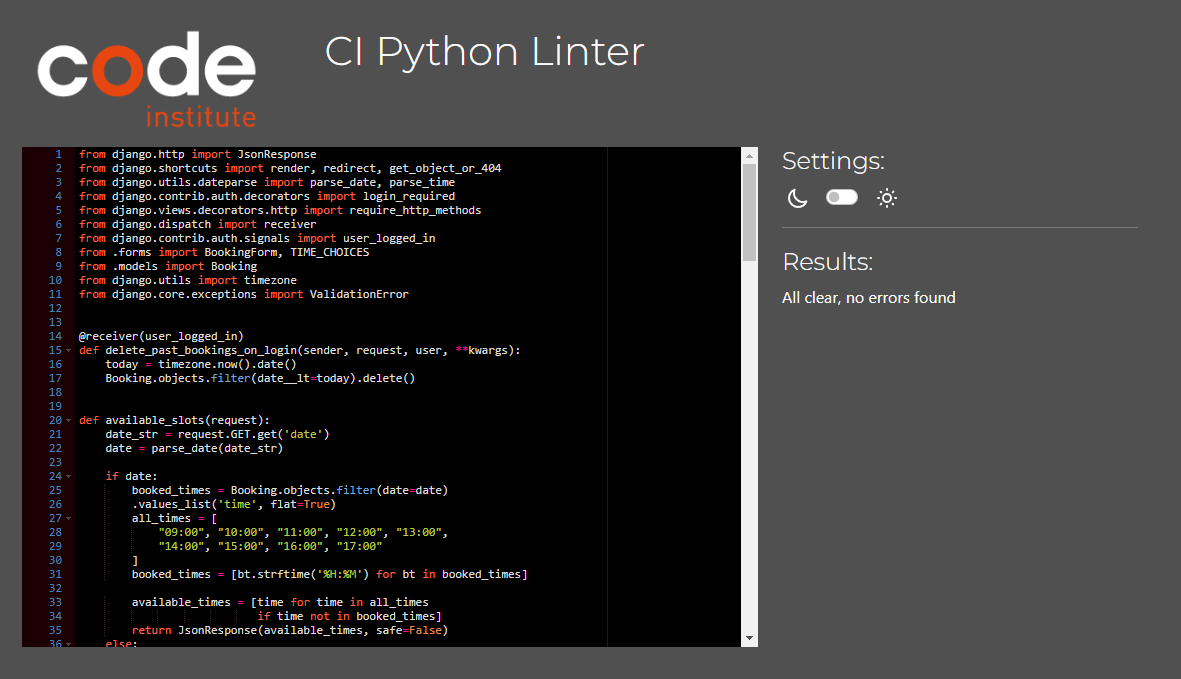 code
institute
CI Python Linter
1 from django.http import JsonResponse
2 from django.shortcuts import render, redirect, get_object_or_404
3 from django.utils.dateparse import parse_date, parse_time
4 from django.contrib.auth.decorators import login_required
5 from django.views.decorators.http import require_http_methods
6 from django.dispatch import receiver
7 from django.contrib.auth.signals import user_logged_in
8 from .forms import BookingForm, TIME_CHOICES
9 from .models import Booking
10 from django.utils import timezone
11 from django.core.exceptions import ValidationError
12
13
14 @receiver(user_logged_in)
15 def delete_past_bookings_on_login(sender, request, user, **kwargs):
16     today = timezone.now().date()
17     Booking.objects.filter(date__lt=today).delete()
18
19
20 def available_slots(request):
21     date_str = request.GET.get('date')
22     date = parse_date(date_str)
23
24     if date:
25         booked_times = Booking.objects.filter(date=date)
26         .values_list('time', flat=True)
27         all_times = [
28             "09:00", "10:00", "11:00", "12:00", "13:00",
29             "14:00", "15:00", "16:00", "17:00"
30         ]
31         booked_times = [bt.strftime('%H:%M') for bt in booked_times]
32
33         available_times = [time for time in all_times
34                            if time not in booked_times]
35         return JsonResponse(available_times, safe=False)
36     else:
Settings:
Results:
All clear, no errors found